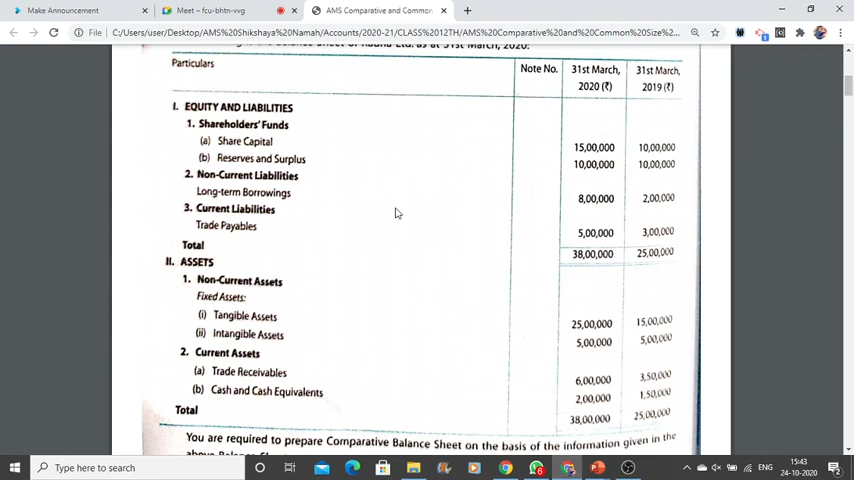 Make Announcement
Meet – fcu-bhtn-vvg
AMS Comparative and Common
File C:/Users/user/Desktop/AMS%20Shikshaya%20Namah/Accounts/2020-21/CLASS%2012TH/AMS%20Comparative%20and%20Common%20Size%2...
as at 31st March, 2020:
Particulars Note No. 31st March, 2020 (₹) 31st March, 2019 (₹)
I. EQUITY AND LIABILITIES
1. Shareholders' Funds
(a) Share Capital 15,00,000 10,00,000
(b) Reserves and Surplus 10,00,000 10,00,000
2. Non-Current Liabilities
Long-term Borrowings 8,00,000 2,00,000
3. Current Liabilities
Trade Payables 5,00,000 3,00,000
Total 38,00,000 25,00,000
II. ASSETS
1. Non-Current Assets
Fixed Assets:
(i) Tangible Assets 25,00,000 15,00,000
(ii) Intangible Assets 5,00,000 5,00,000
2. Current Assets
(a) Trade Receivables 6,00,000 3,50,000
(b) Cash and Cash Equivalents 2,00,000 1,50,000
Total 38,00,000 25,00,000
You are required to prepare Comparative Balance Sheet on the basis of the information given in the
above Balance
Type here to search
ENG
15:43
24-10-2020